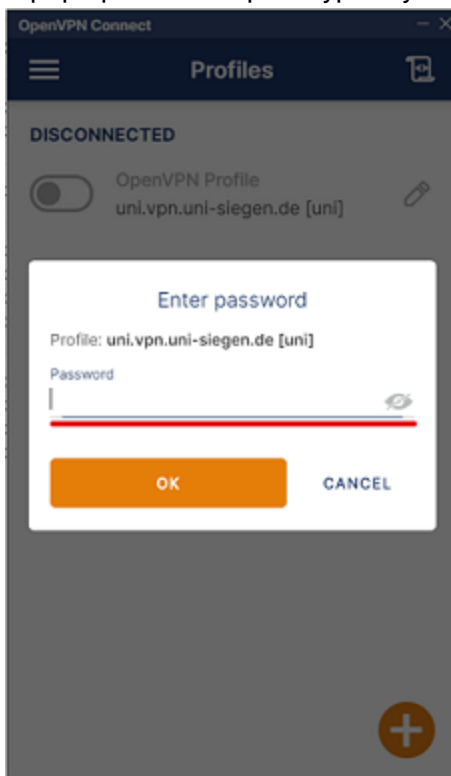 OpenVPN Connect
Profiles
DISCONNECTED
OpenVPN Profile
uni.vpn.uni-siegen.de [uni]
Enter password
Profile: uni.vpn.uni-siegen.de [uni]
Password
OK CANCEL